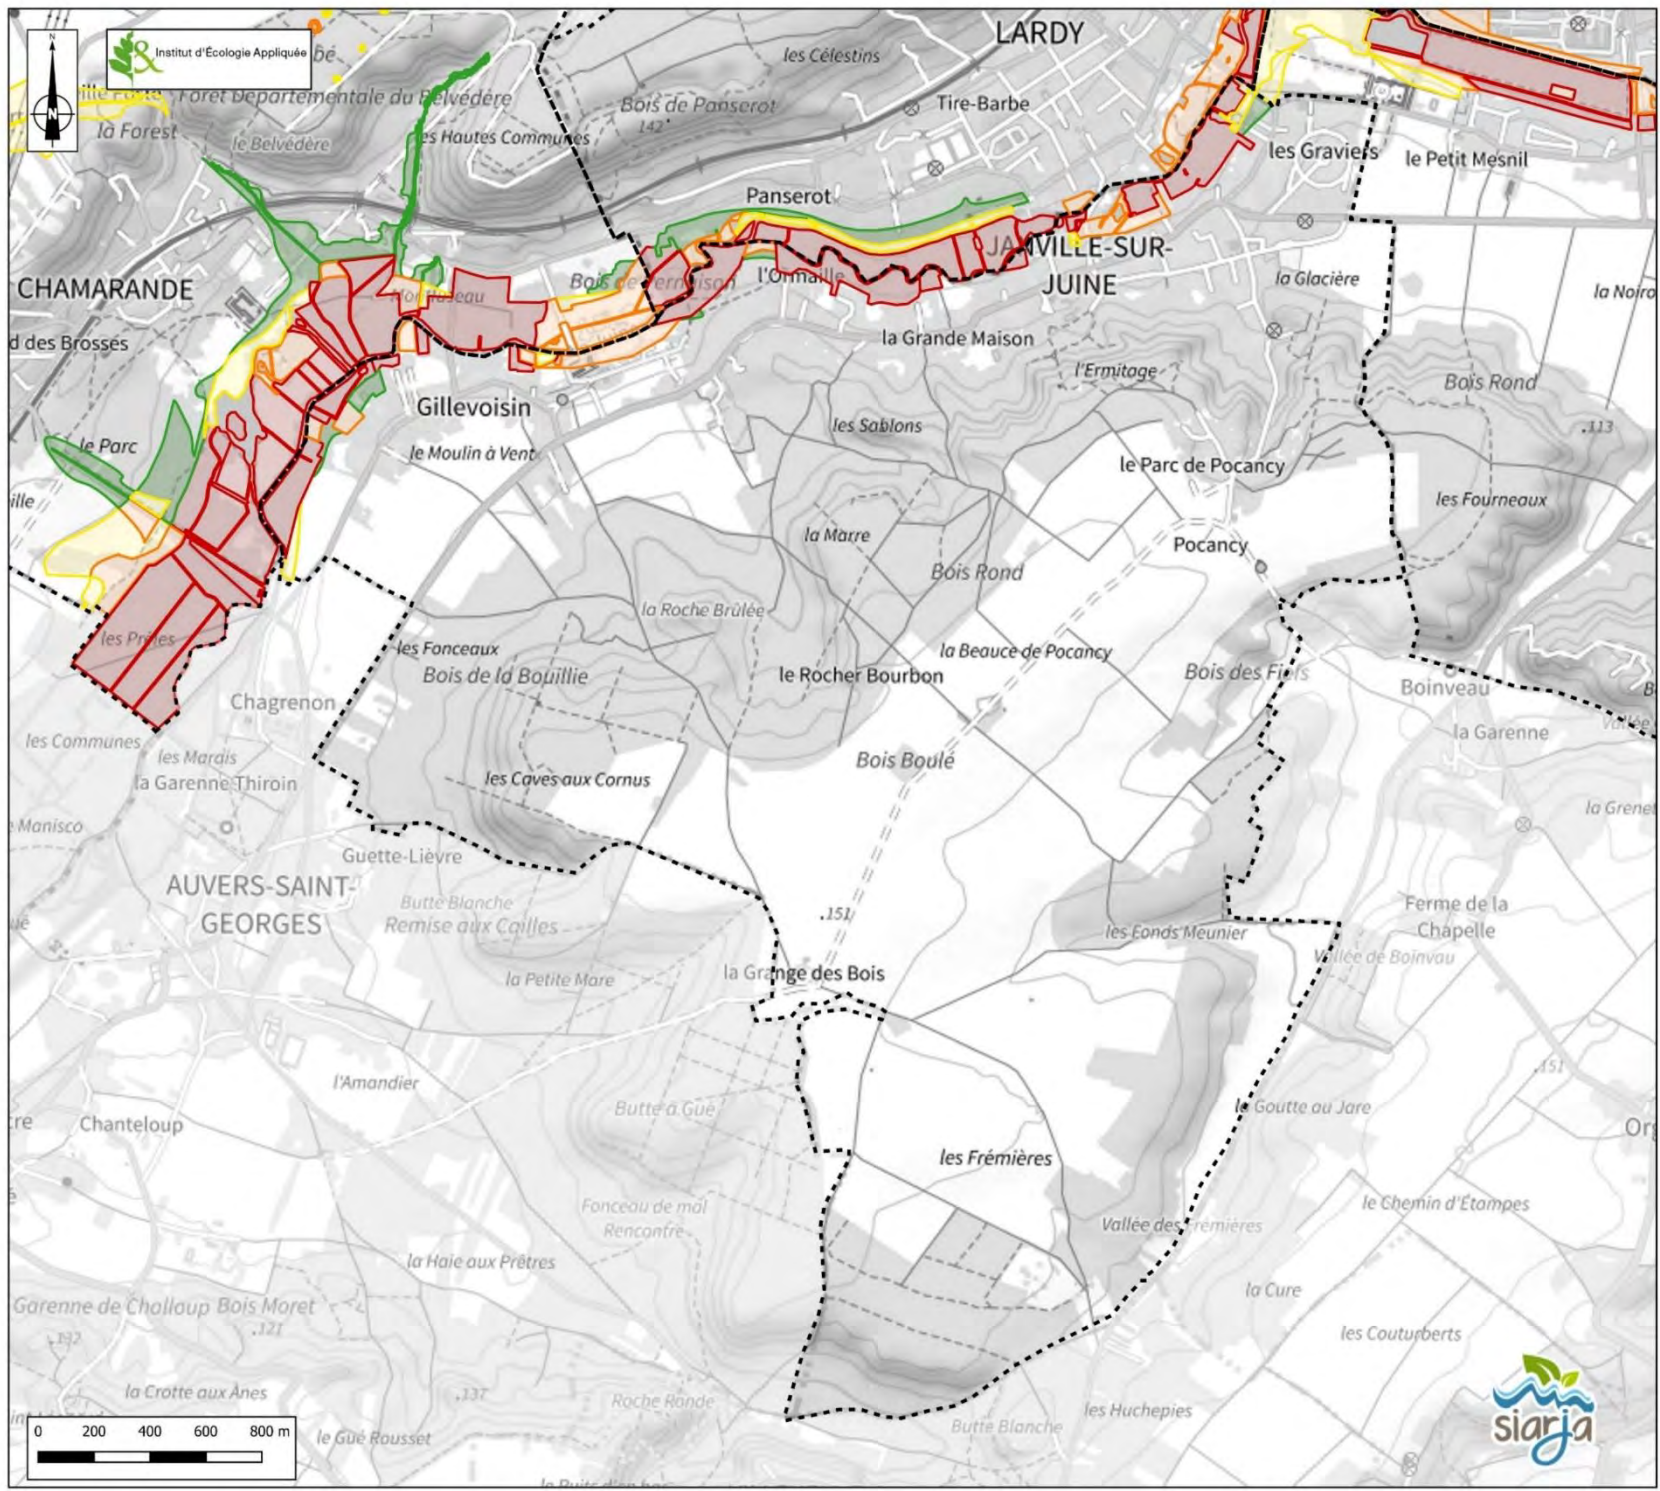 LARDY
N
Institut d'Écologie Appliquée
bé
les Célestins
Forêt Départementale du Belvédère
Bois de Panserot
142
Tire-Barbe
la Forest
le Belvédère
les Hautes Communes
les Graviers
le Petit Mesnil
Panserot
JANVILLE-SUR-
JUINE
CHAMARANDE
l'Ormaille
la Glacière
la Noiro
d des Brosses
la Grande Maison
l'Ermitage
Bois Rond
Gillevoisin
les Sablons
.113
le Parc
le Moulin à Vent
le Parc de Pocancy
ille
les Fourneaux
la Marre
Pocancy
Bois Rond
la Roche Brûlée
les Prêles
les Fonceaux
la Beauce de Pocancy
Bois de la Bouillie
le Rocher Bourbon
Bois des Fiefs
Boinveau
Chagrenon
les Communes
la Garenne
les Marais
la Garenne Thiroin
Bois Boulé
les Caves aux Cornus
e Manisco
la Grenet
Guette-Lièvre
AUVERS-SAINT-
GEORGES
Butte Blanche
Remise aux Cailles
.151
Ferme de la
Chapelle
les Fonds Meunier
Vallée de Boinvau
la Petite Mare
la Grange des Bois
.151
l'Amandier
Butte à Gué
la Goutte au Jare
cre
Chanteloup
Org
les Frémières
Fonceau de mal
Rencontre
le Chemin d'Étampes
Vallée des Frémières
la Haie aux Prêtres
la Cure
Garenne de Challoup
Bois Moret
.121
.132
les Couturberts
la Crotte aux Ânes
.137
Roche Ronde
les Huchepies
Butte Blanche
siarja
0 200 400 600 800 m
le Gué Rousset